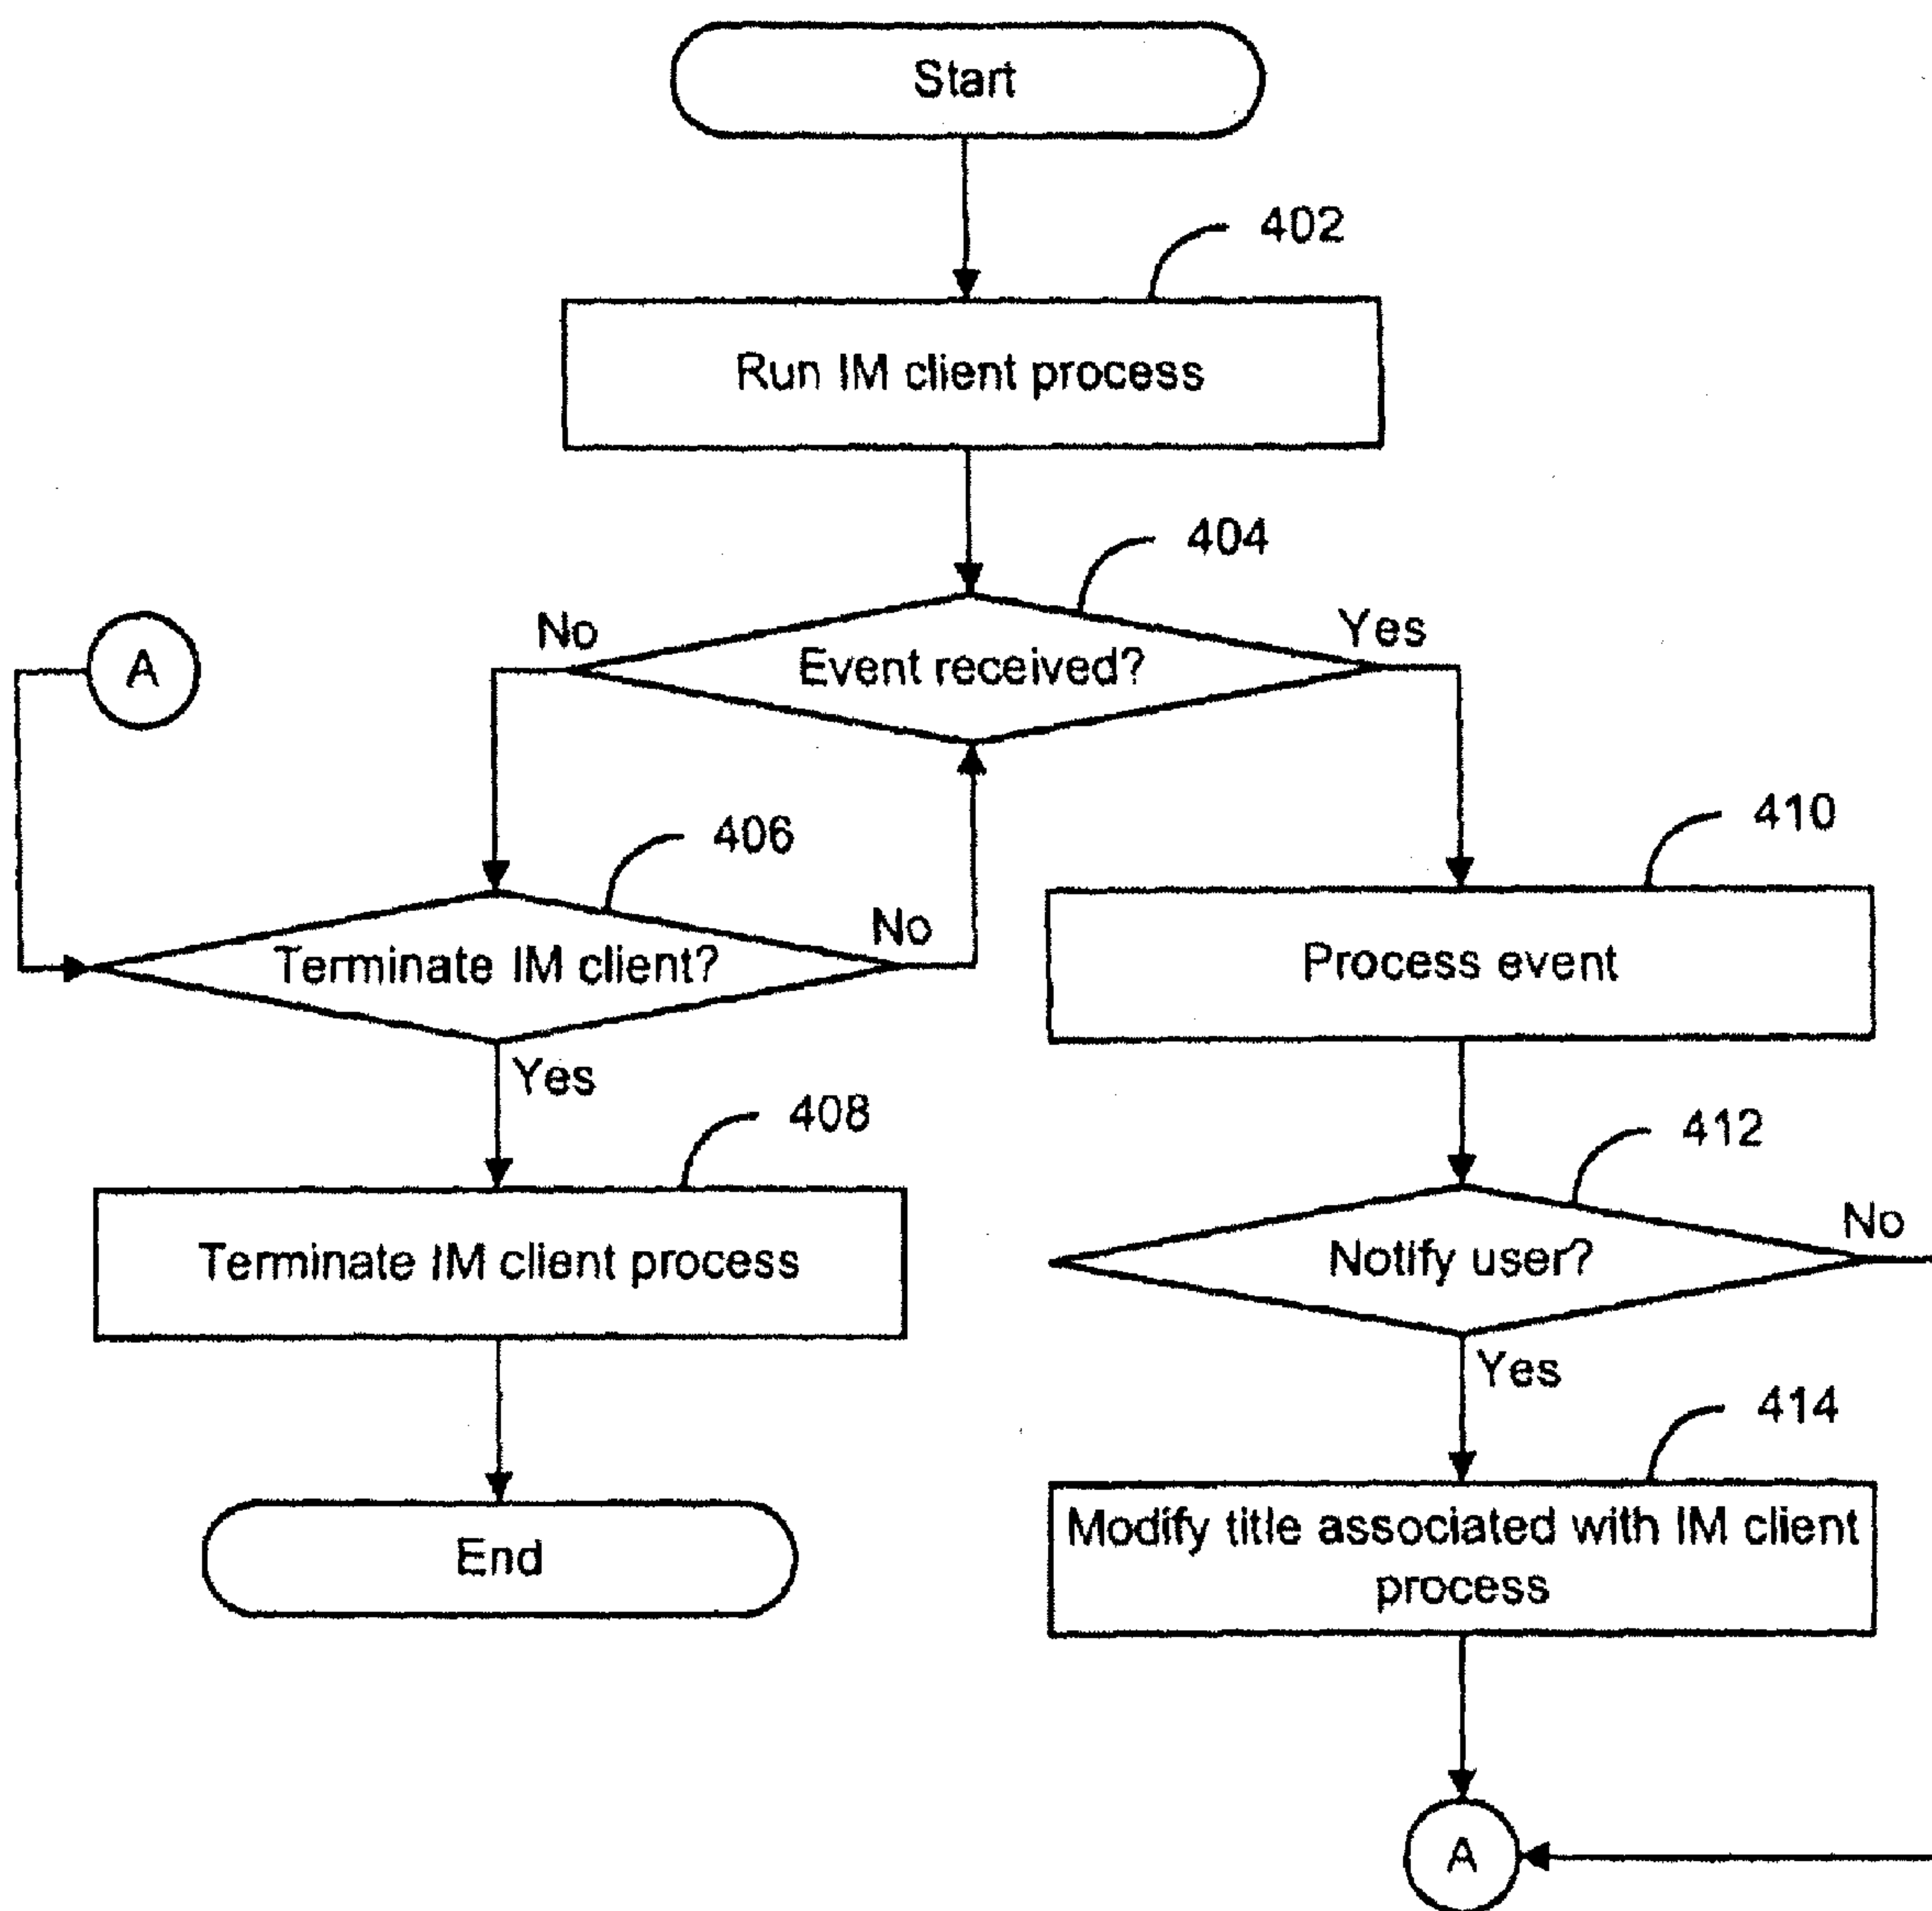 Start
402
Run IM client process
404
No
Yes
Event received?
A
410
406
No
Terminate IM client?
Process event
Yes
408
412
No
Terminate IM client process
Notify user?
Yes
414
Modify title associated with IM client
process
End
A